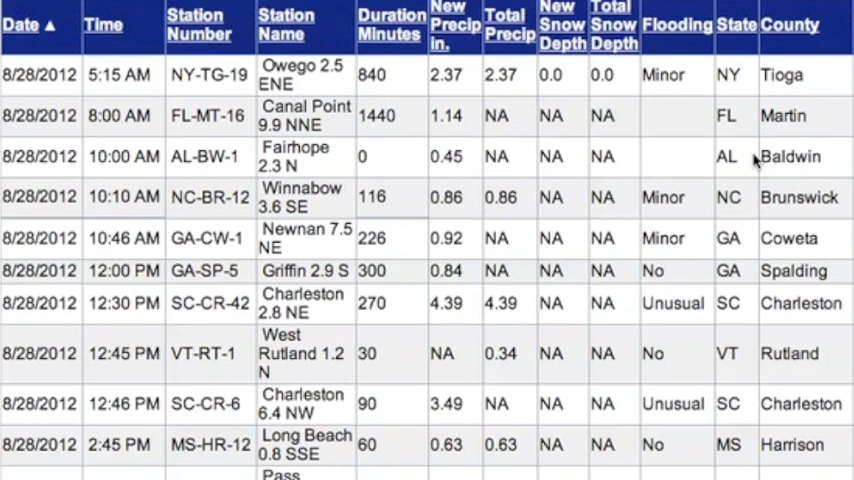 Date ▲ Time Station Number Station Name Duration Minutes New Precip in. Total Precip New Snow Depth Total Snow Depth Flooding State County
8/28/2012 5:15 AM NY-TG-19 Owego 2.5 ENE 840 2.37 2.37 0.0 0.0 Minor NY Tioga
8/28/2012 8:00 AM FL-MT-16 Canal Point 9.9 NNE 1440 1.14 NA NA NA FL Martin
8/28/2012 10:00 AM AL-BW-1 Fairhope 2.3 N 0 0.45 NA NA NA AL Baldwin
8/28/2012 10:10 AM NC-BR-12 Winnabow 3.6 SE 116 0.86 0.86 NA NA Minor NC Brunswick
8/28/2012 10:46 AM GA-CW-1 Newnan 7.5 NE 226 0.92 NA NA NA Minor GA Coweta
8/28/2012 12:00 PM GA-SP-5 Griffin 2.9 S 300 0.84 NA NA NA No GA Spalding
8/28/2012 12:30 PM SC-CR-42 Charleston 2.8 NE 270 4.39 4.39 NA NA Unusual SC Charleston
8/28/2012 12:45 PM VT-RT-1 West Rutland 1.2 N 30 NA 0.34 NA NA No VT Rutland
8/28/2012 12:46 PM SC-CR-6 Charleston 6.4 NW 90 3.49 NA NA NA Unusual SC Charleston
8/28/2012 2:45 PM MS-HR-12 Long Beach 0.8 SSE 60 0.63 0.63 NA NA No MS Harrison
Pass